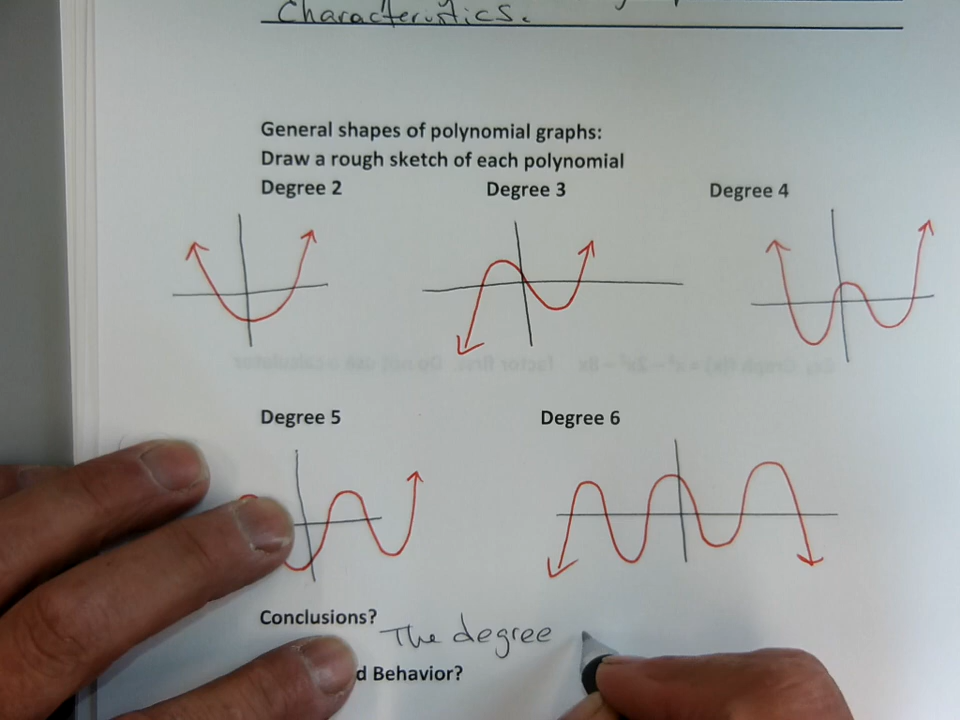 Characteristics.
General shapes of polynomial graphs:
Draw a rough sketch of each polynomial
Degree 2 Degree 3 Degree 4
Degree 5 Degree 6
Conclusions?
The degree
d Behavior?